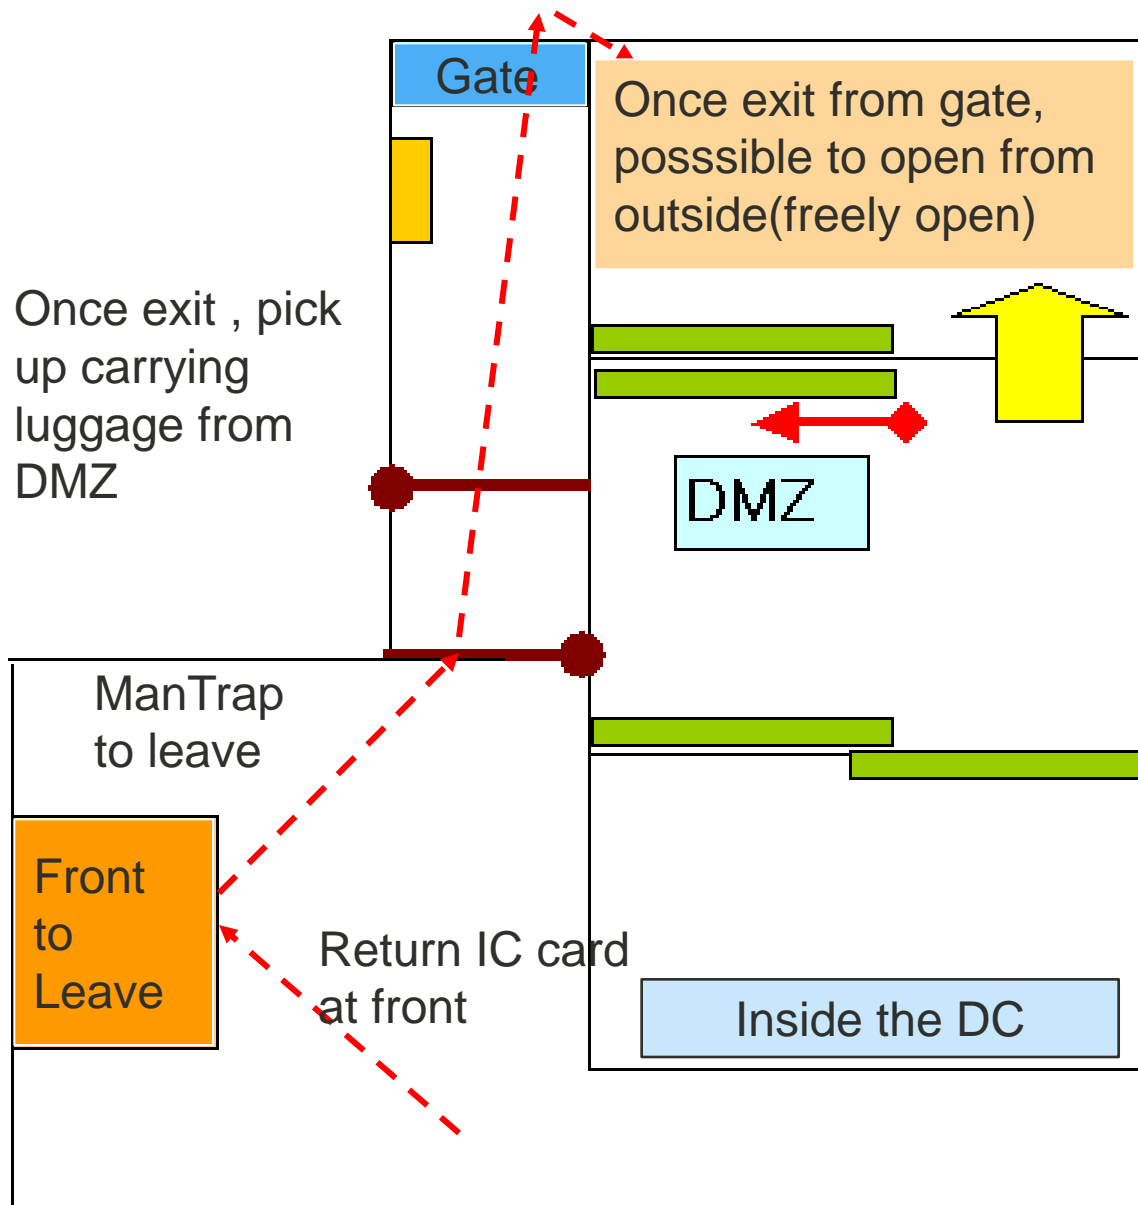 Gate
Once exit from gate,
posssible to open from
outside(freely open)
Once exit , pick
up carrying
luggage from
DMZ
DMZ
ManTrap
to leave
Front
to
Leave
Return IC card
at front
Inside the DC